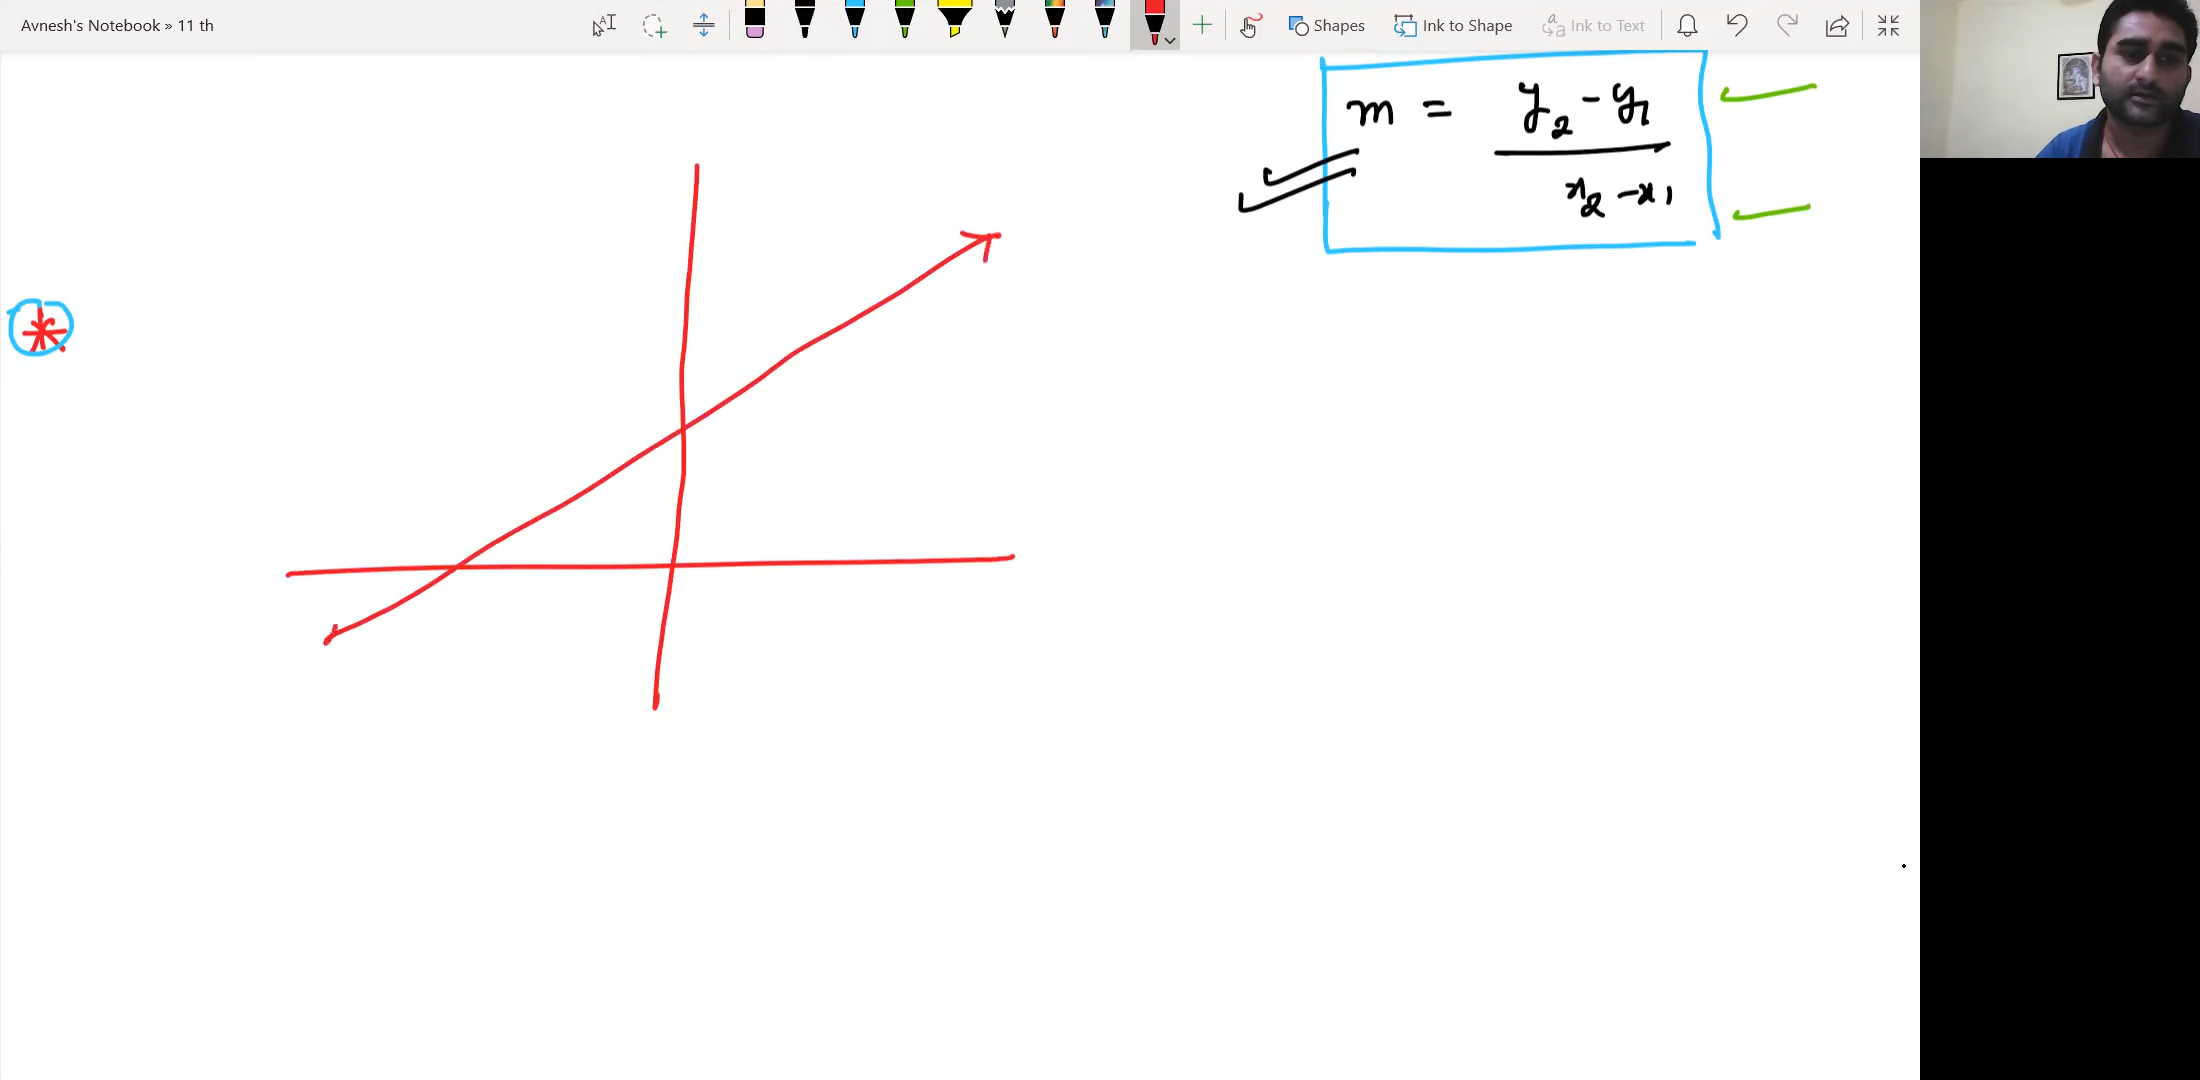 Avnesh's Notebook » 11 th
Shapes
Ink to Shape
Ink to Text
m = y₂ - y₁
x₂ - x₁